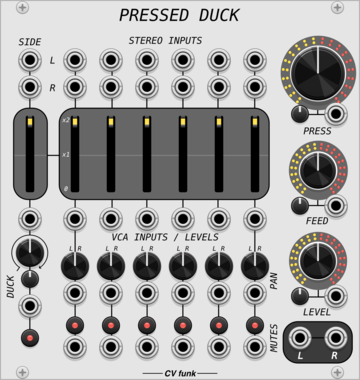 PRESSED DUCK
SIDE
STEREO INPUTS
L
R
x2
x1
0
PRESS
FEED
VCA INPUTS / LEVELS
L R L R L R L R L R L R
DUCK
PAN
LEVEL
MUTES
L R
CV funk